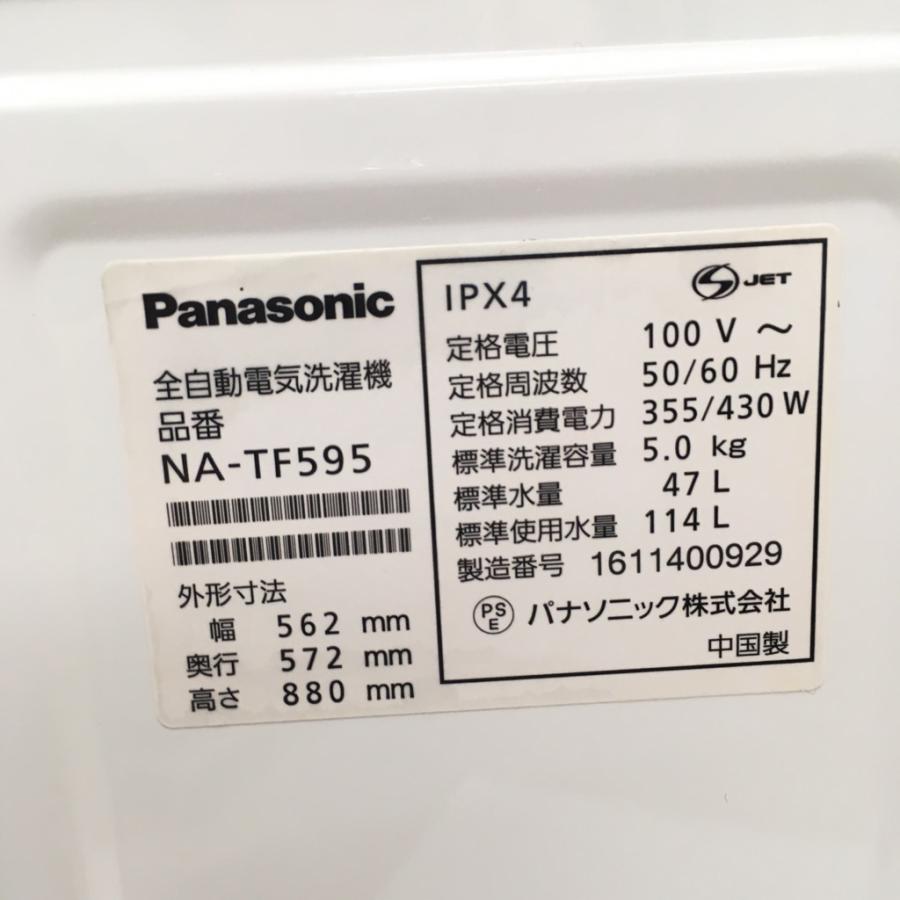 Panasonic
全自動電気洗濯機
品番
NA-TF595
外形寸法
幅 562 mm
奥行 572 mm
高さ 880 mm
IPX4
S JET
定格電圧 100 V ～
定格周波数 50/60 Hz
定格消費電力 355/430 W
標準洗濯容量 5.0 kg
標準水量 47 L
標準使用水量 114 L
製造番号 1611400929
PSE パナソニック株式会社
中国製